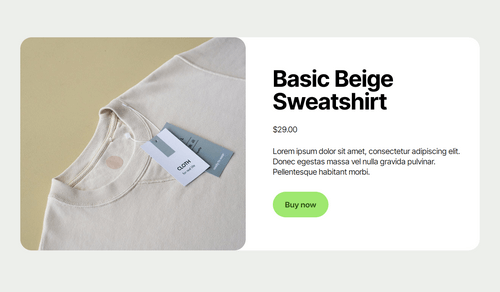 Basic Beige
Sweatshirt
$29.00
Lorem ipsum dolor sit amet, consectetur adipiscing elit.
Donec egestas massa vel nulla gravida pulvinar.
Pellentesque habitant morbi.
Buy now
CLOTH